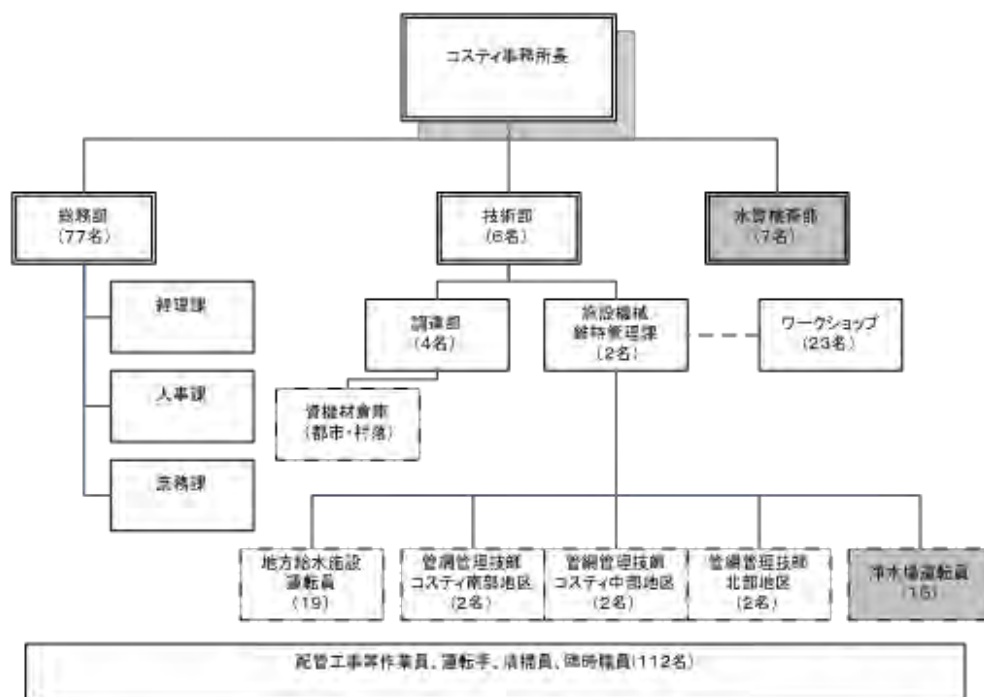 コスティ事務所長
総務部
(77名)
技術部
(6名)
水質検査部
(7名)
経理課
人事課
業務課
調達部
(4名)
施設機械
維持管理課
(2名)
ワークショップ
(23名)
資機材倉庫
(都市・村落)
地方給水施設
運転員
(19)
管網管理技師
コスティ南部地区
(2名)
管網管理技師
コスティ中部地区
(2名)
管網管理技師
北部地区
(2名)
浄水場運転員
配管工事等作業員、運転手、清掃員、臨時職員(112名)